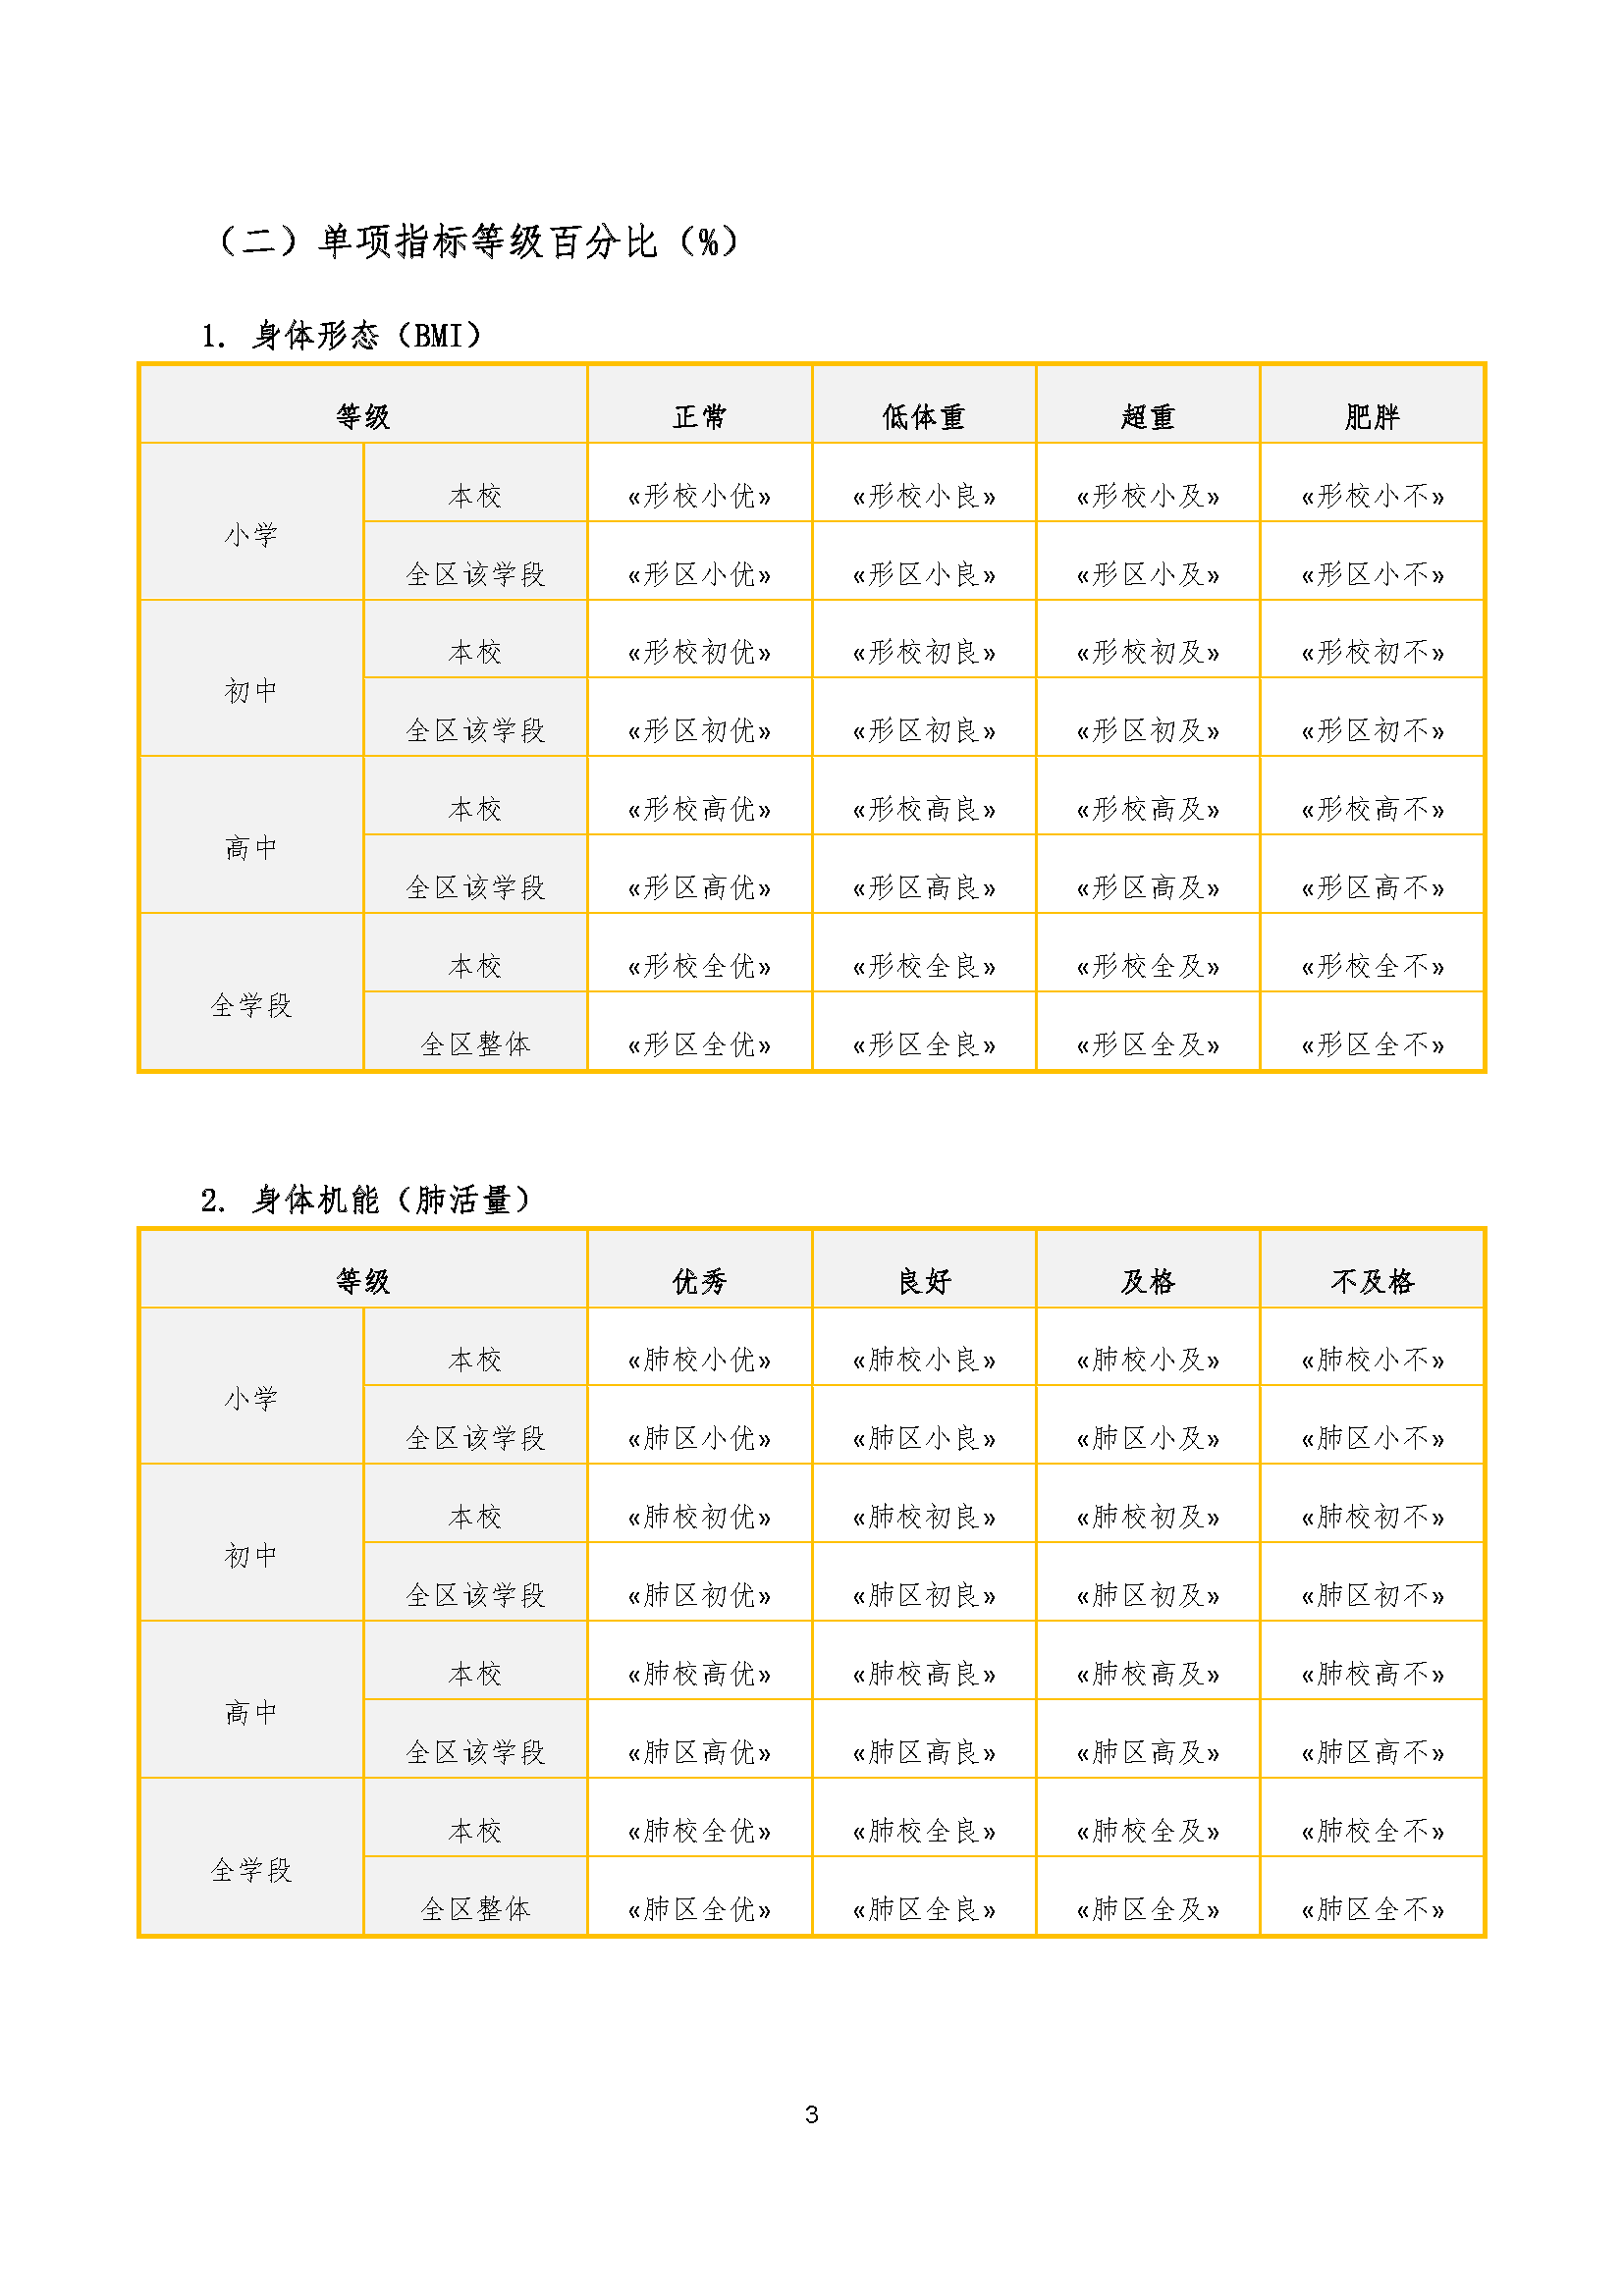 （二）单项指标等级百分比（%）
1. 身体形态（BMI）
等级 正常 低体重 超重 肥胖
小学 本校 «形校小优» «形校小良» «形校小及» «形校小不»
全区该学段 «形区小优» «形区小良» «形区小及» «形区小不»
初中 本校 «形校初优» «形校初良» «形校初及» «形校初不»
全区该学段 «形区初优» «形区初良» «形区初及» «形区初不»
高中 本校 «形校高优» «形校高良» «形校高及» «形校高不»
全区该学段 «形区高优» «形区高良» «形区高及» «形区高不»
全学段 本校 «形校全优» «形校全良» «形校全及» «形校全不»
全区整体 «形区全优» «形区全良» «形区全及» «形区全不»
2. 身体机能（肺活量）
等级 优秀 良好 及格 不及格
小学 本校 «肺校小优» «肺校小良» «肺校小及» «肺校小不»
全区该学段 «肺区小优» «肺区小良» «肺区小及» «肺区小不»
初中 本校 «肺校初优» «肺校初良» «肺校初及» «肺校初不»
全区该学段 «肺区初优» «肺区初良» «肺区初及» «肺区初不»
高中 本校 «肺校高优» «肺校高良» «肺校高及» «肺校高不»
全区该学段 «肺区高优» «肺区高良» «肺区高及» «肺区高不»
全学段 本校 «肺校全优» «肺校全良» «肺校全及» «肺校全不»
全区整体 «肺区全优» «肺区全良» «肺区全及» «肺区全不»
3